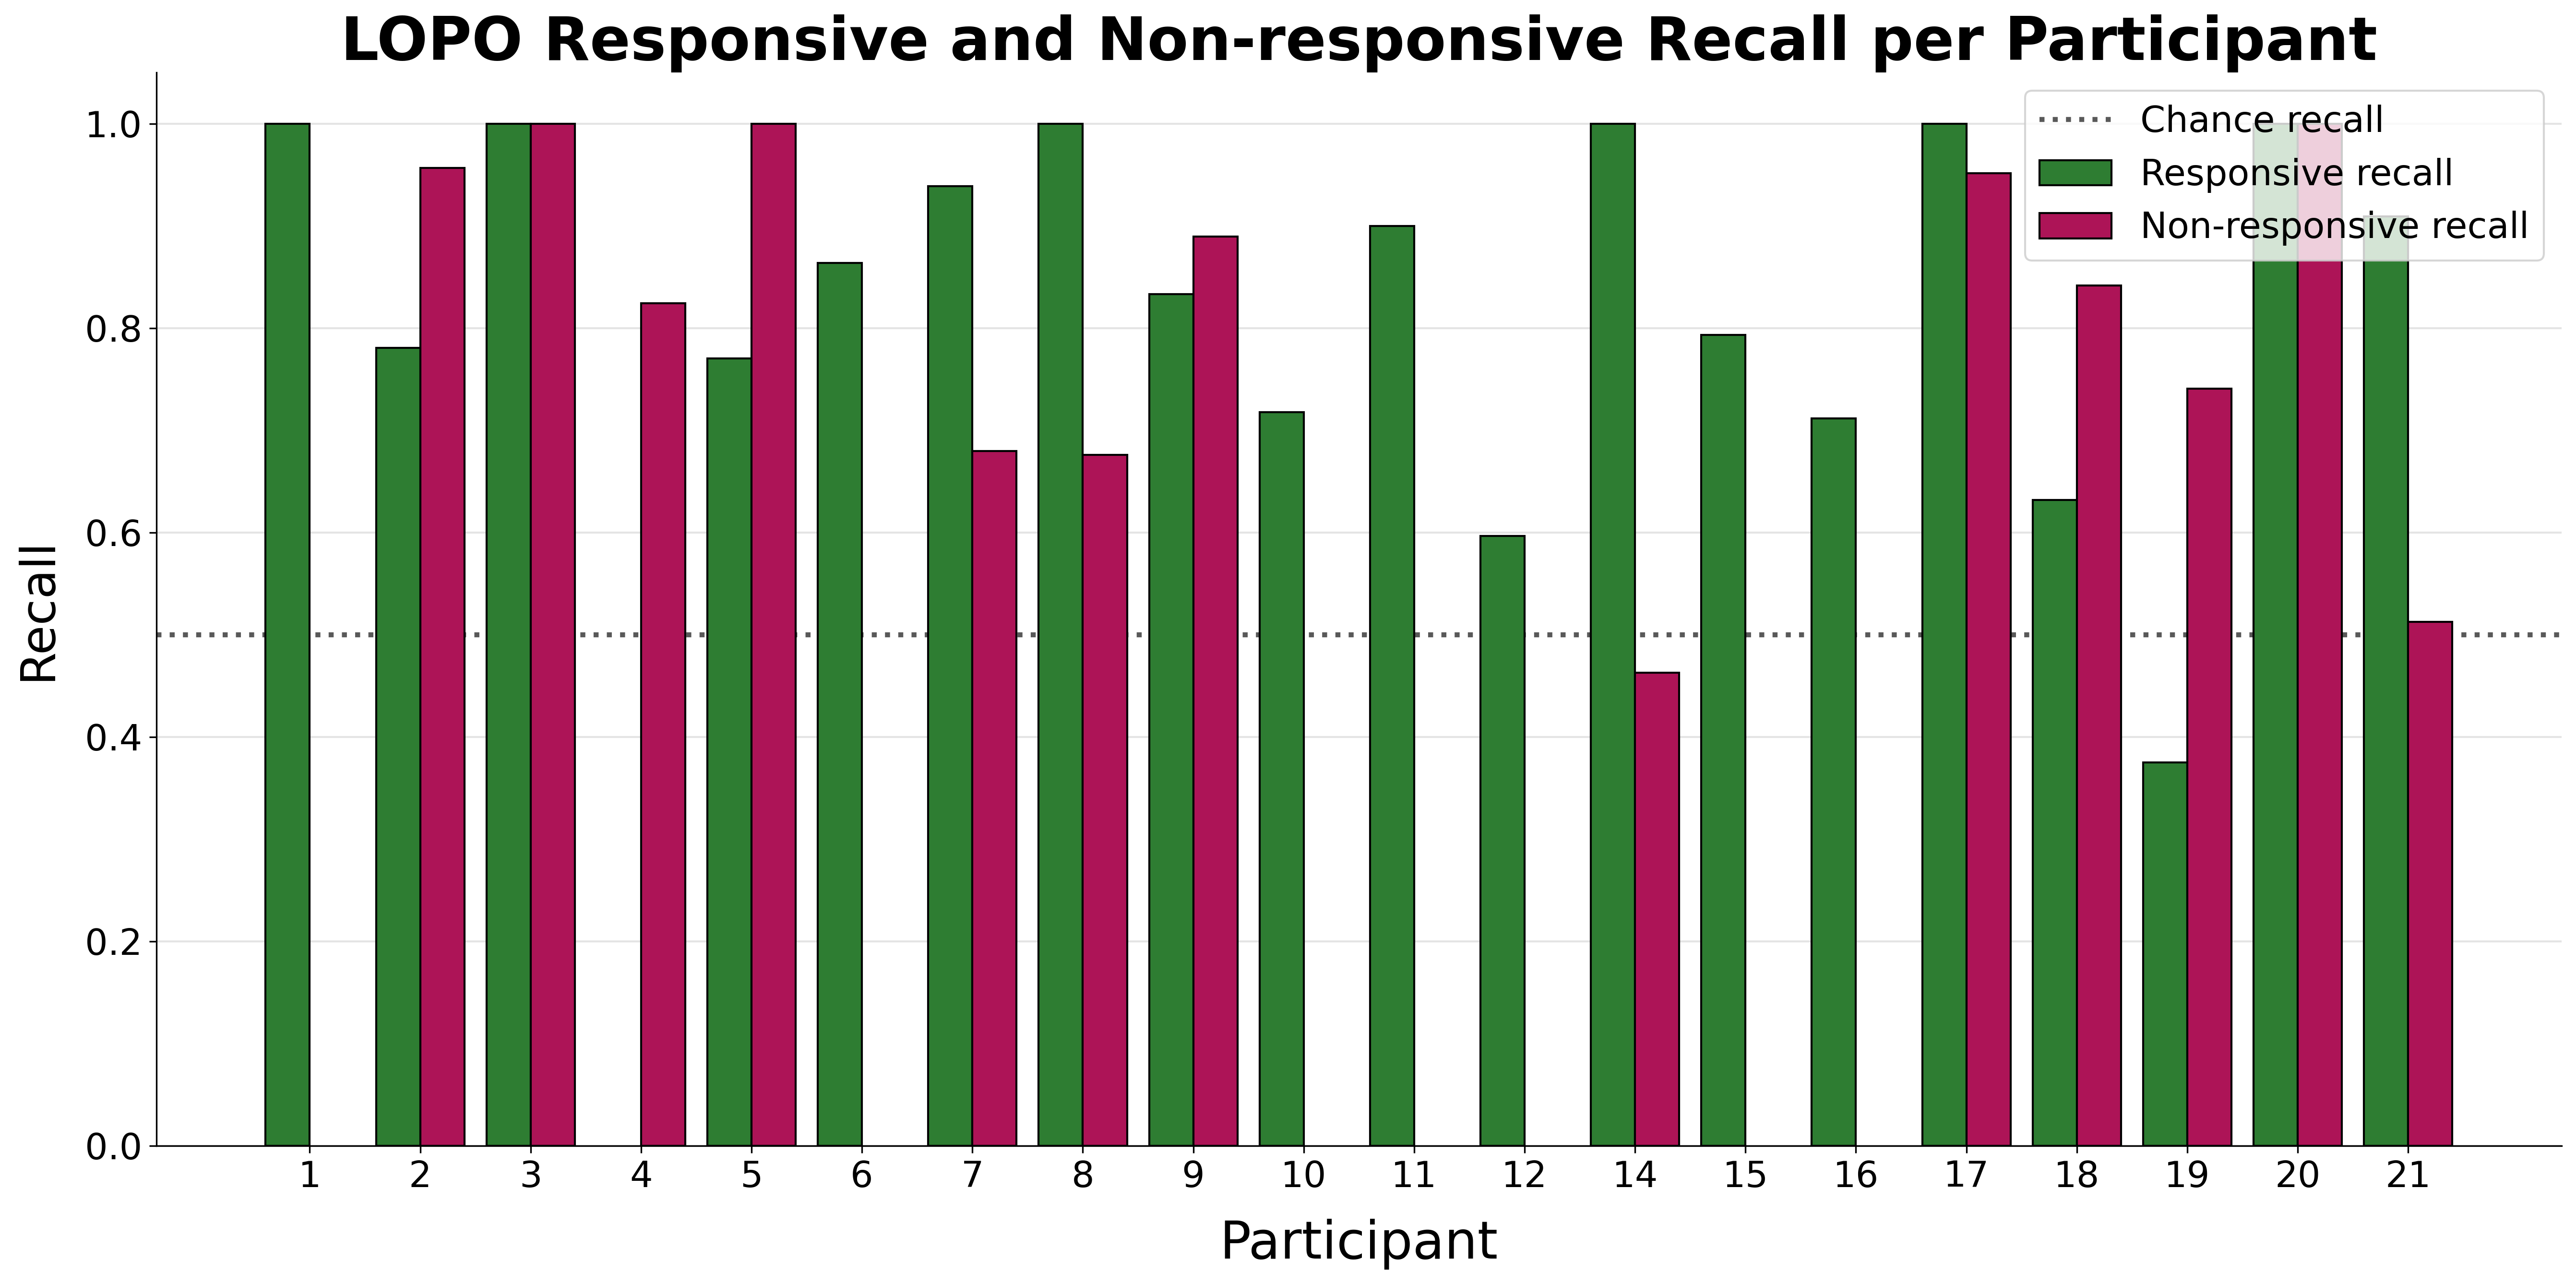 LOPO Responsive and Non-responsive Recall per Participant
Chance recall
Responsive recall
Non-responsive recall
1.0
0.8
0.6
0.4
0.2
0.0
Recall
1 2 3 4 5 6 7 8 9 10 11 12 14 15 16 17 18 19 20 21
Participant